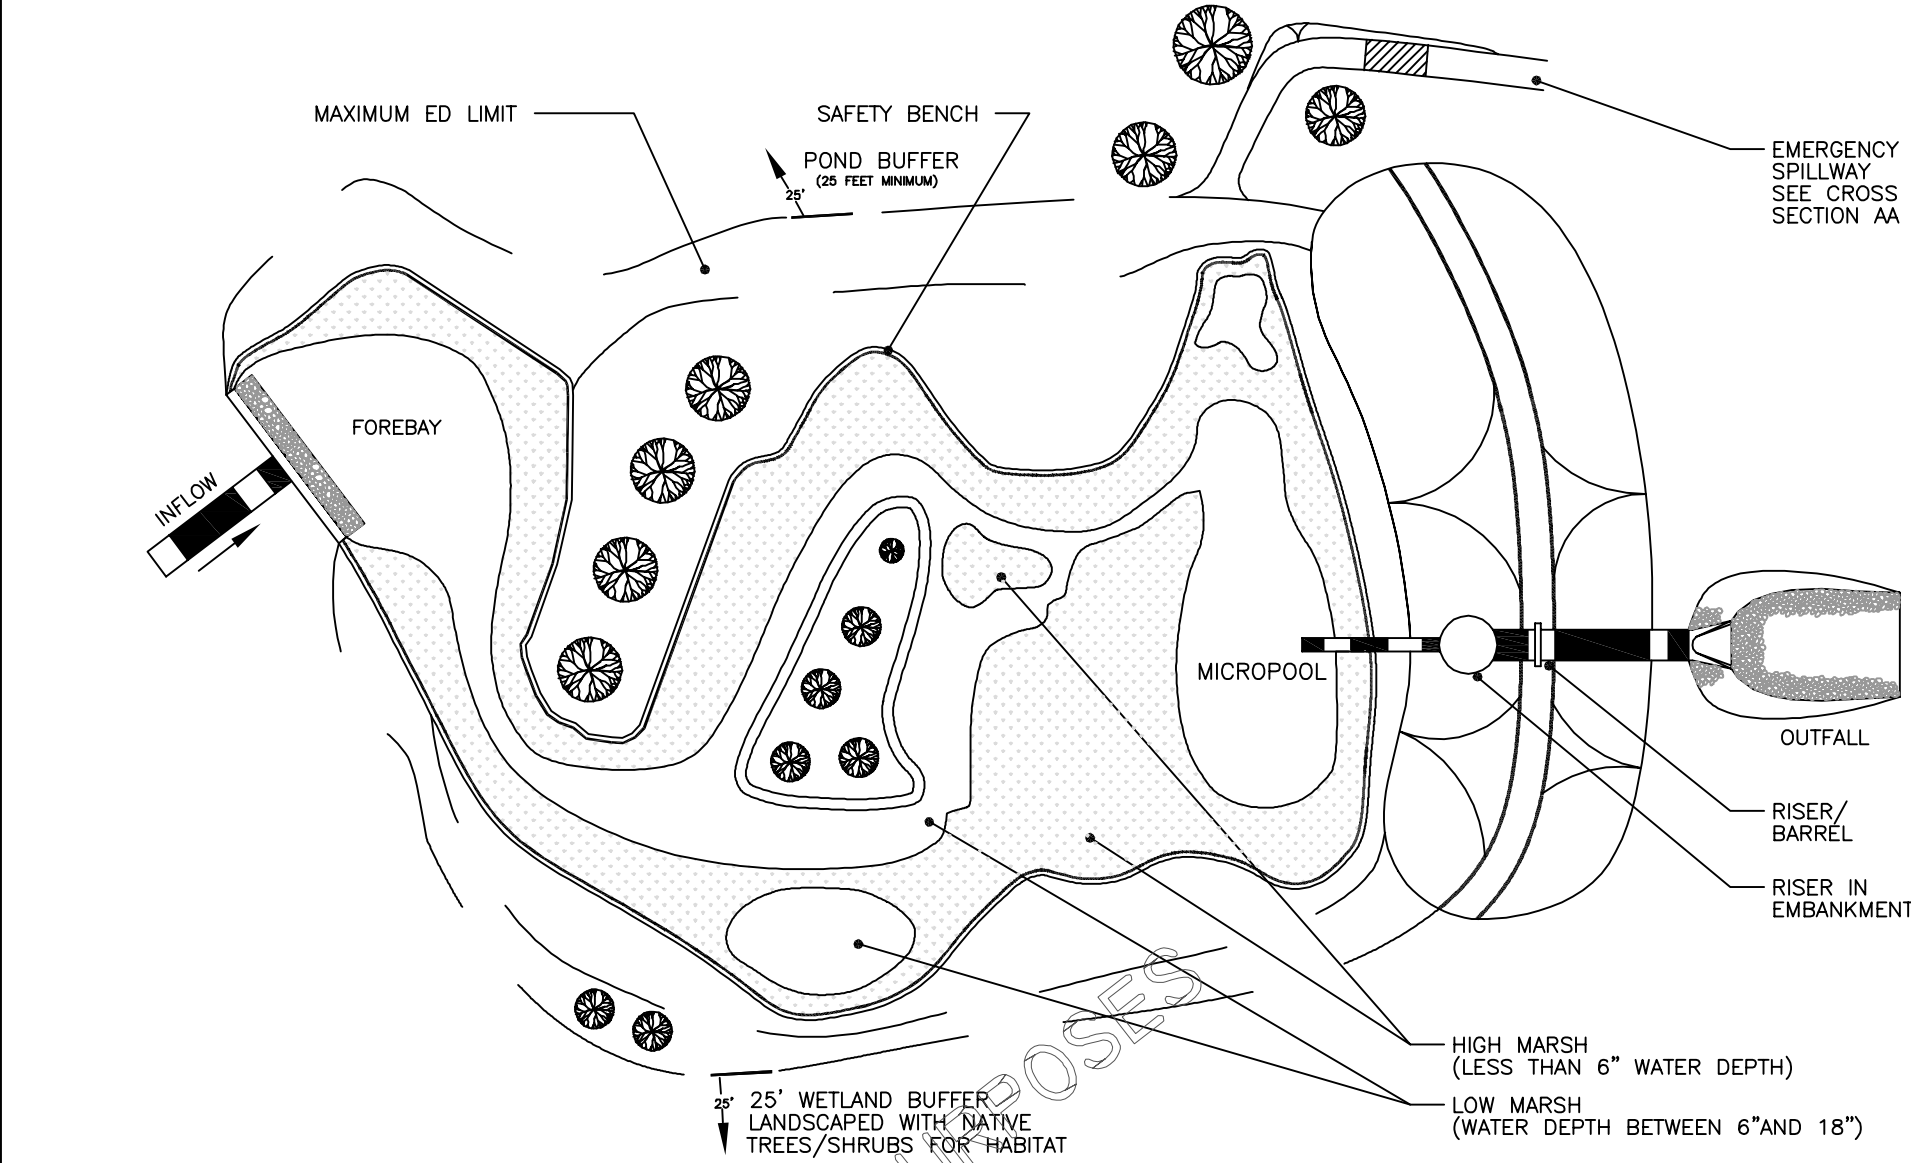 MAXIMUM ED LIMIT
SAFETY BENCH
POND BUFFER
(25 FEET MINIMUM)
25'
EMERGENCY
SPILLWAY
SEE CROSS
SECTION AA
FOREBAY
INFLOW
MICROPOOL
OUTFALL
RISER/
BARREL
RISER IN
EMBANKMENT
HIGH MARSH
(LESS THAN 6” WATER DEPTH)
LOW MARSH
(WATER DEPTH BETWEEN 6”AND 18”)
25'
25' WETLAND BUFFER
LANDSCAPED WITH NATIVE
TREES/SHRUBS FOR HABITAT